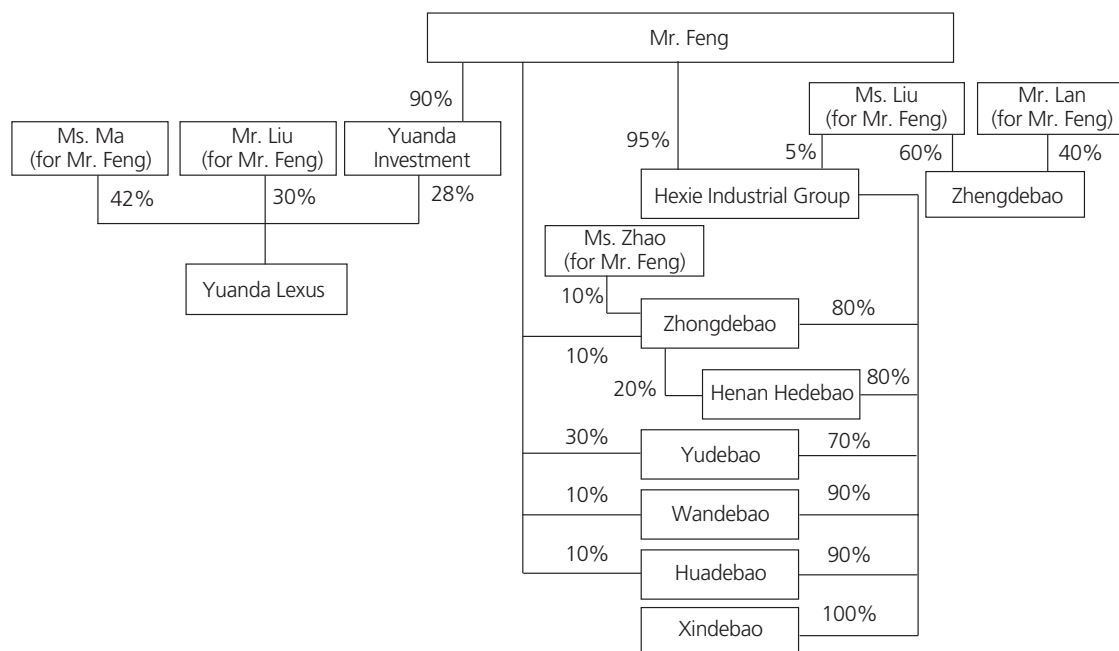 Mr. Feng
90%
Ms. Ma
(for Mr. Feng)
Mr. Liu
(for Mr. Feng)
Yuanda
Investment
95%
Ms. Liu
(for Mr. Feng)
Mr. Lan
(for Mr. Feng)
5%
60%
40%
42%
30%
28%
Hexie Industrial Group
Zhengdebao
Yuanda Lexus
Ms. Zhao
(for Mr. Feng)
10%
Zhongdebao
80%
10%
20%
Henan Hedebao
80%
30%
Yudebao
70%
10%
Wandebao
90%
10%
Huadebao
90%
Xindebao
100%